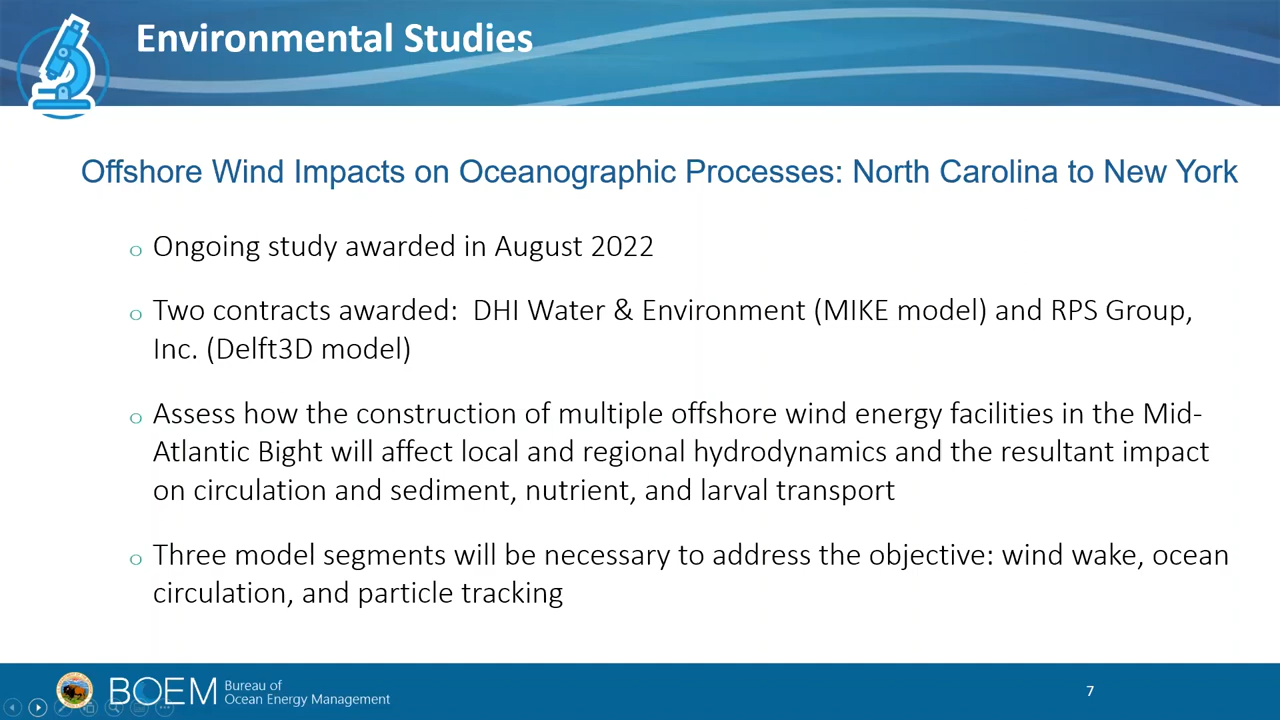 Environmental Studies
Offshore Wind Impacts on Oceanographic Processes: North Carolina to New York
o Ongoing study awarded in August 2022
o Two contracts awarded:  DHI Water & Environment (MIKE model) and RPS Group,
Inc. (Delft3D model)
o Assess how the construction of multiple offshore wind energy facilities in the Mid-
Atlantic Bight will affect local and regional hydrodynamics and the resultant impact
on circulation and sediment, nutrient, and larval transport
o Three model segments will be necessary to address the objective: wind wake, ocean
circulation, and particle tracking
BOEM
Bureau of
Ocean Energy Management
7